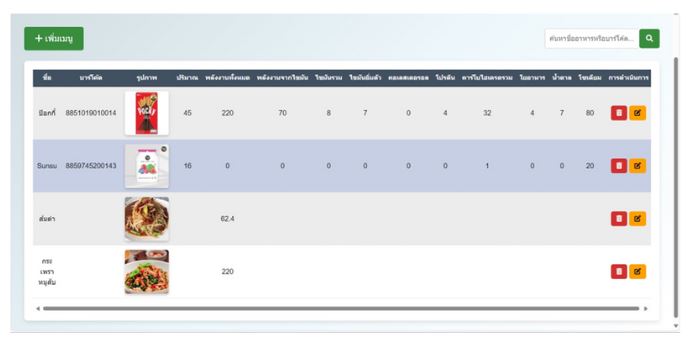 + เพิ่มเมนู
ค้นหาชื่ออาหารหรือบาร์โค้ด...
ชื่อ บาร์โค้ด รูปภาพ ปริมาณ พลังงานทั้งหมด พลังงานจากไขมัน ไขมันรวม ไขมันอิ่มตัว คอเลสเตอรอล โปรตีน คาร์โบไฮเดรตรวม ใยอาหาร น้ำตาล โซเดียม การดำเนินการ
ป๊อกกี้ 8851019010014 45 220 70 8 7 0 4 32 4 7 80
POCKY
Sunsu 8859745200143 16 0 0 0 0 0 0 1 0 0 20
ส้มตำ 62.4
กระ
เพรา
หมูสับ
220